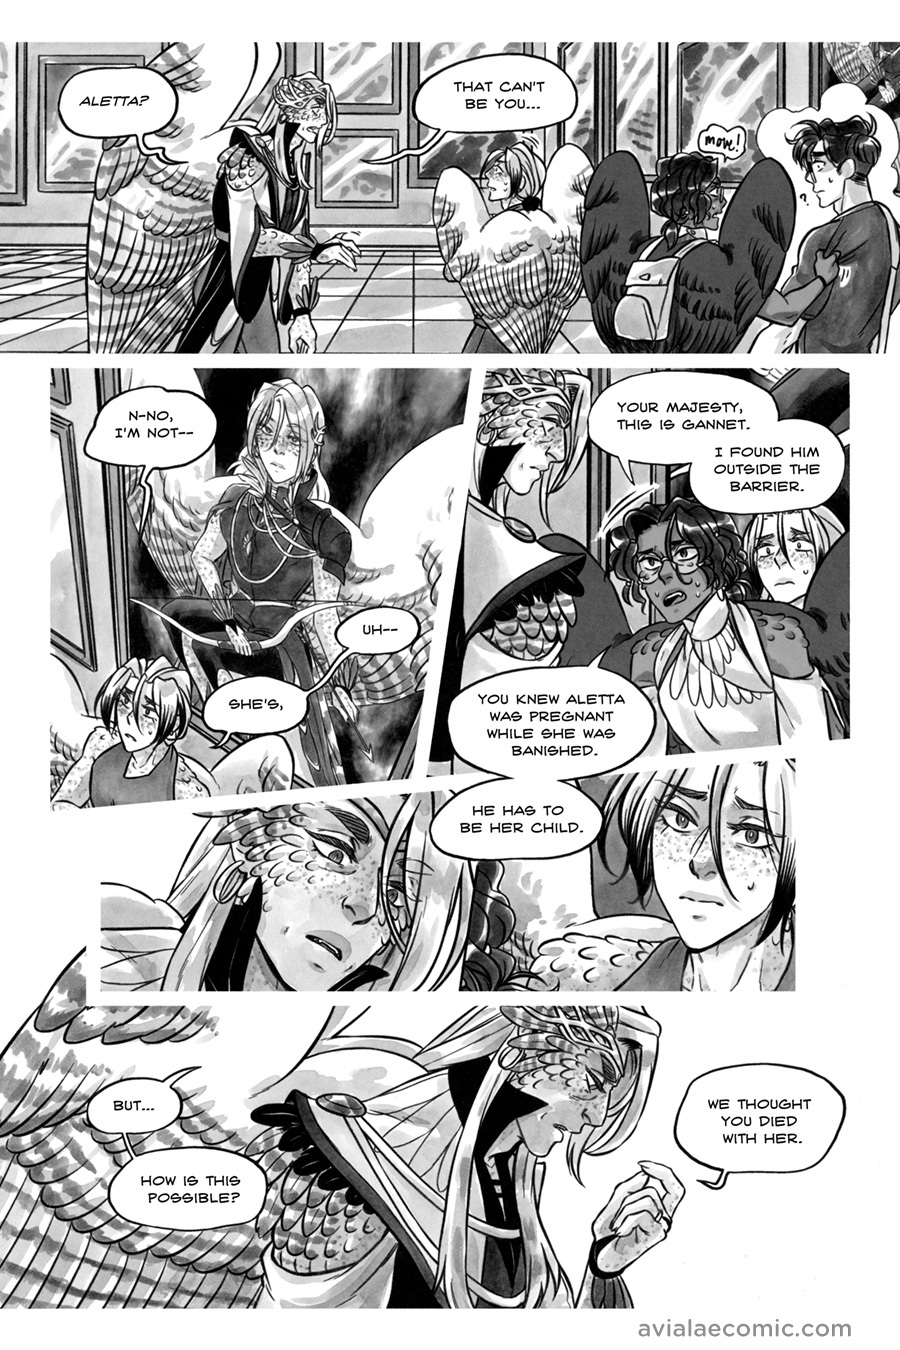 ALETTA?
THAT CAN'T
BE YOU...
move!
?
N-NO,
I'M NOT--
SHE'S,
UH--
YOUR MAJESTY,
THIS IS GANNET.
I FOUND HIM
OUTSIDE THE
BARRIER.
YOU KNEW ALETTA
WAS PREGNANT
WHILE SHE WAS
BANISHED.
HE HAS TO
BE HER CHILD.
BUT...
HOW IS THIS
POSSIBLE?
WE THOUGHT
YOU DIED
WITH HER.
avialaecomic.com